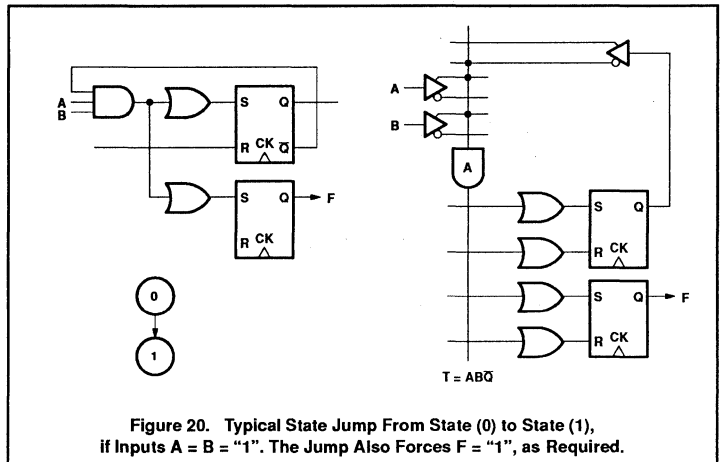 A
B
S Q
R CK Q̅
S Q F
R CK
0
1
A
B
A
S Q
R CK
S Q F
R CK
T = ABQ̅
Figure 20. Typical State Jump From State (0) to State (1),
if Inputs A = B = “1”. The Jump Also Forces F = “1”, as Required.